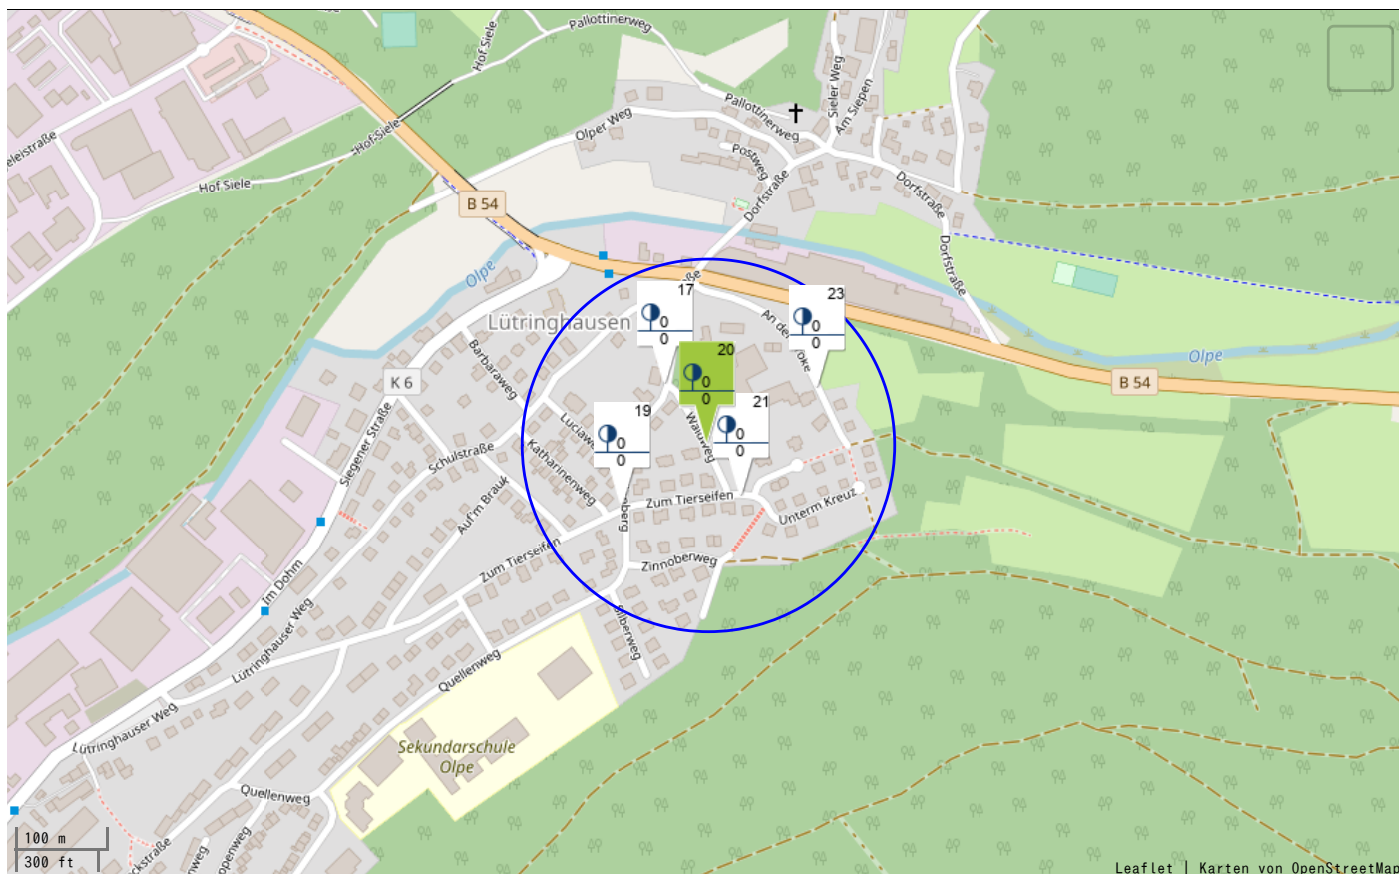 Pallottinerweg
Hof Siele
Sieler Weg
Am Siepen
Pallottinerweg
Olper Weg
Hof-Siele
Postweg
Hof Siele
Dorfstraße
Dorfstraße
B 54
Dorfstraße
Olpe
17
23
Lütringhausen
0
0
0
0
An de
20
Olpe
Barbaraweg
0
0
K 6
B 54
19
21
Siegener Straße
Schulstraße
0
0
0
0
Katharinenweg
Auf'm Brauk
Zum Tierseifen
Unterm Kreuz
Zum Tierseifen
Zinnoberweg
Im Dohm
Lütringhauser Weg
Silberweg
Quellenweg
Lütringhauser Weg
Sekundarschule
Olpe
Quellenweg
100 m
300 ft
Leaflet | Karten von OpenStreetMap